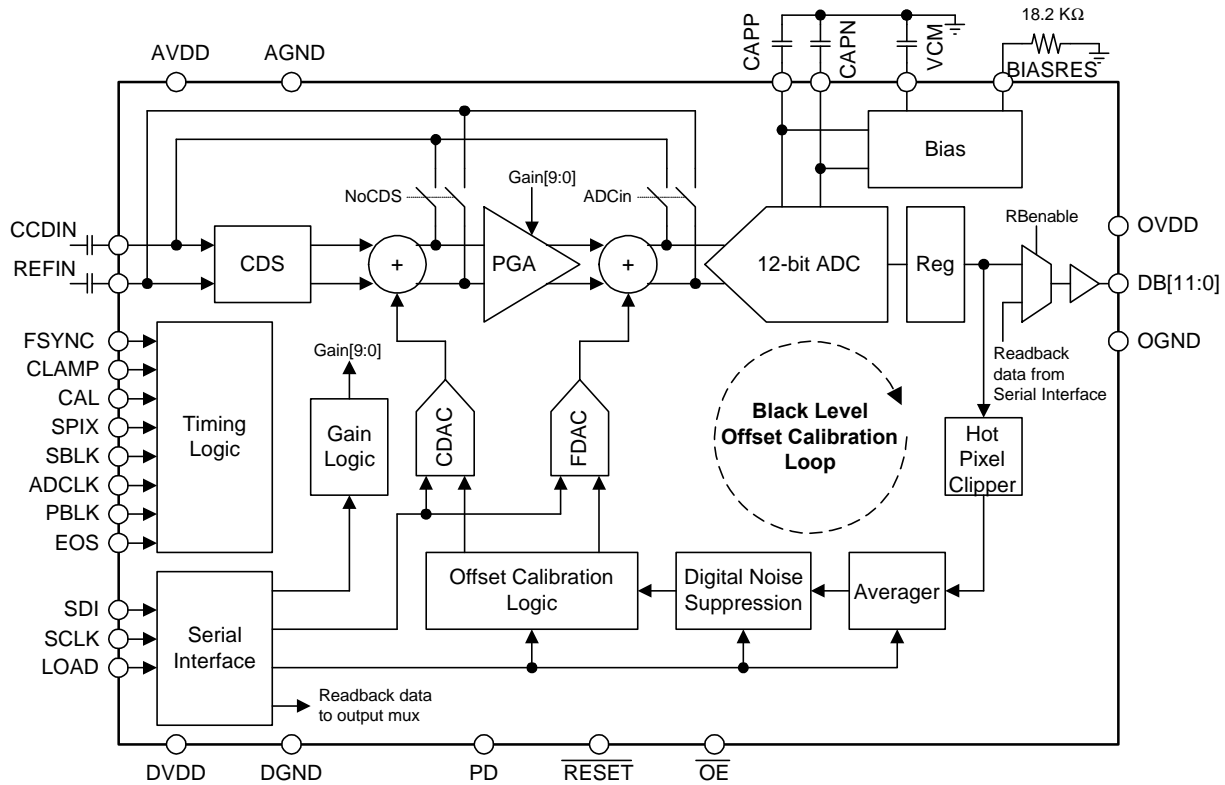 AVDD
AGND
CAPP
CAPN
VCM
18.2 KΩ
BIASRES
Bias
NoCDS
Gain[9:0]
ADCin
CCDIN
REFIN
CDS
+
PGA
+
12-bit ADC
Reg
RBenable
OVDD
DB[11:0]
OGND
Readback
data from
Serial Interface
FSYNC
CLAMP
CAL
SPIX
SBLK
ADCLK
PBLK
EOS
Timing
Logic
Gain[9:0]
Gain
Logic
CDAC
FDAC
Black Level
Offset Calibration
Loop
Hot
Pixel
Clipper
SDI
SCLK
LOAD
Serial
Interface
Offset Calibration
Logic
Digital Noise
Suppression
Averager
Readback data
to output mux
DVDD
DGND
PD
RESET
OE